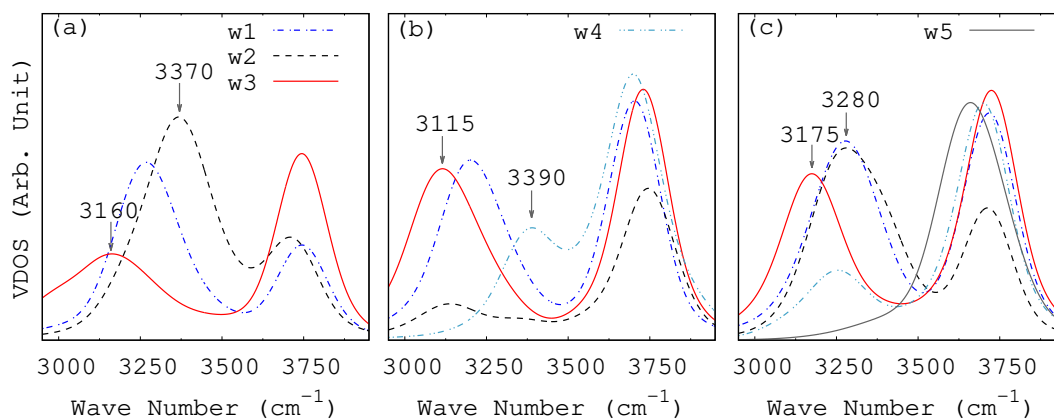 (a)
w1
w2
w3
3370
3160
(b)
w4
3115
3390
(c)
w5
3280
3175
VDOS (Arb. Unit)
3000 3250 3500 3750
3000 3250 3500 3750
3000 3250 3500 3750
Wave Number (cm⁻¹)
Wave Number (cm⁻¹)
Wave Number (cm⁻¹)